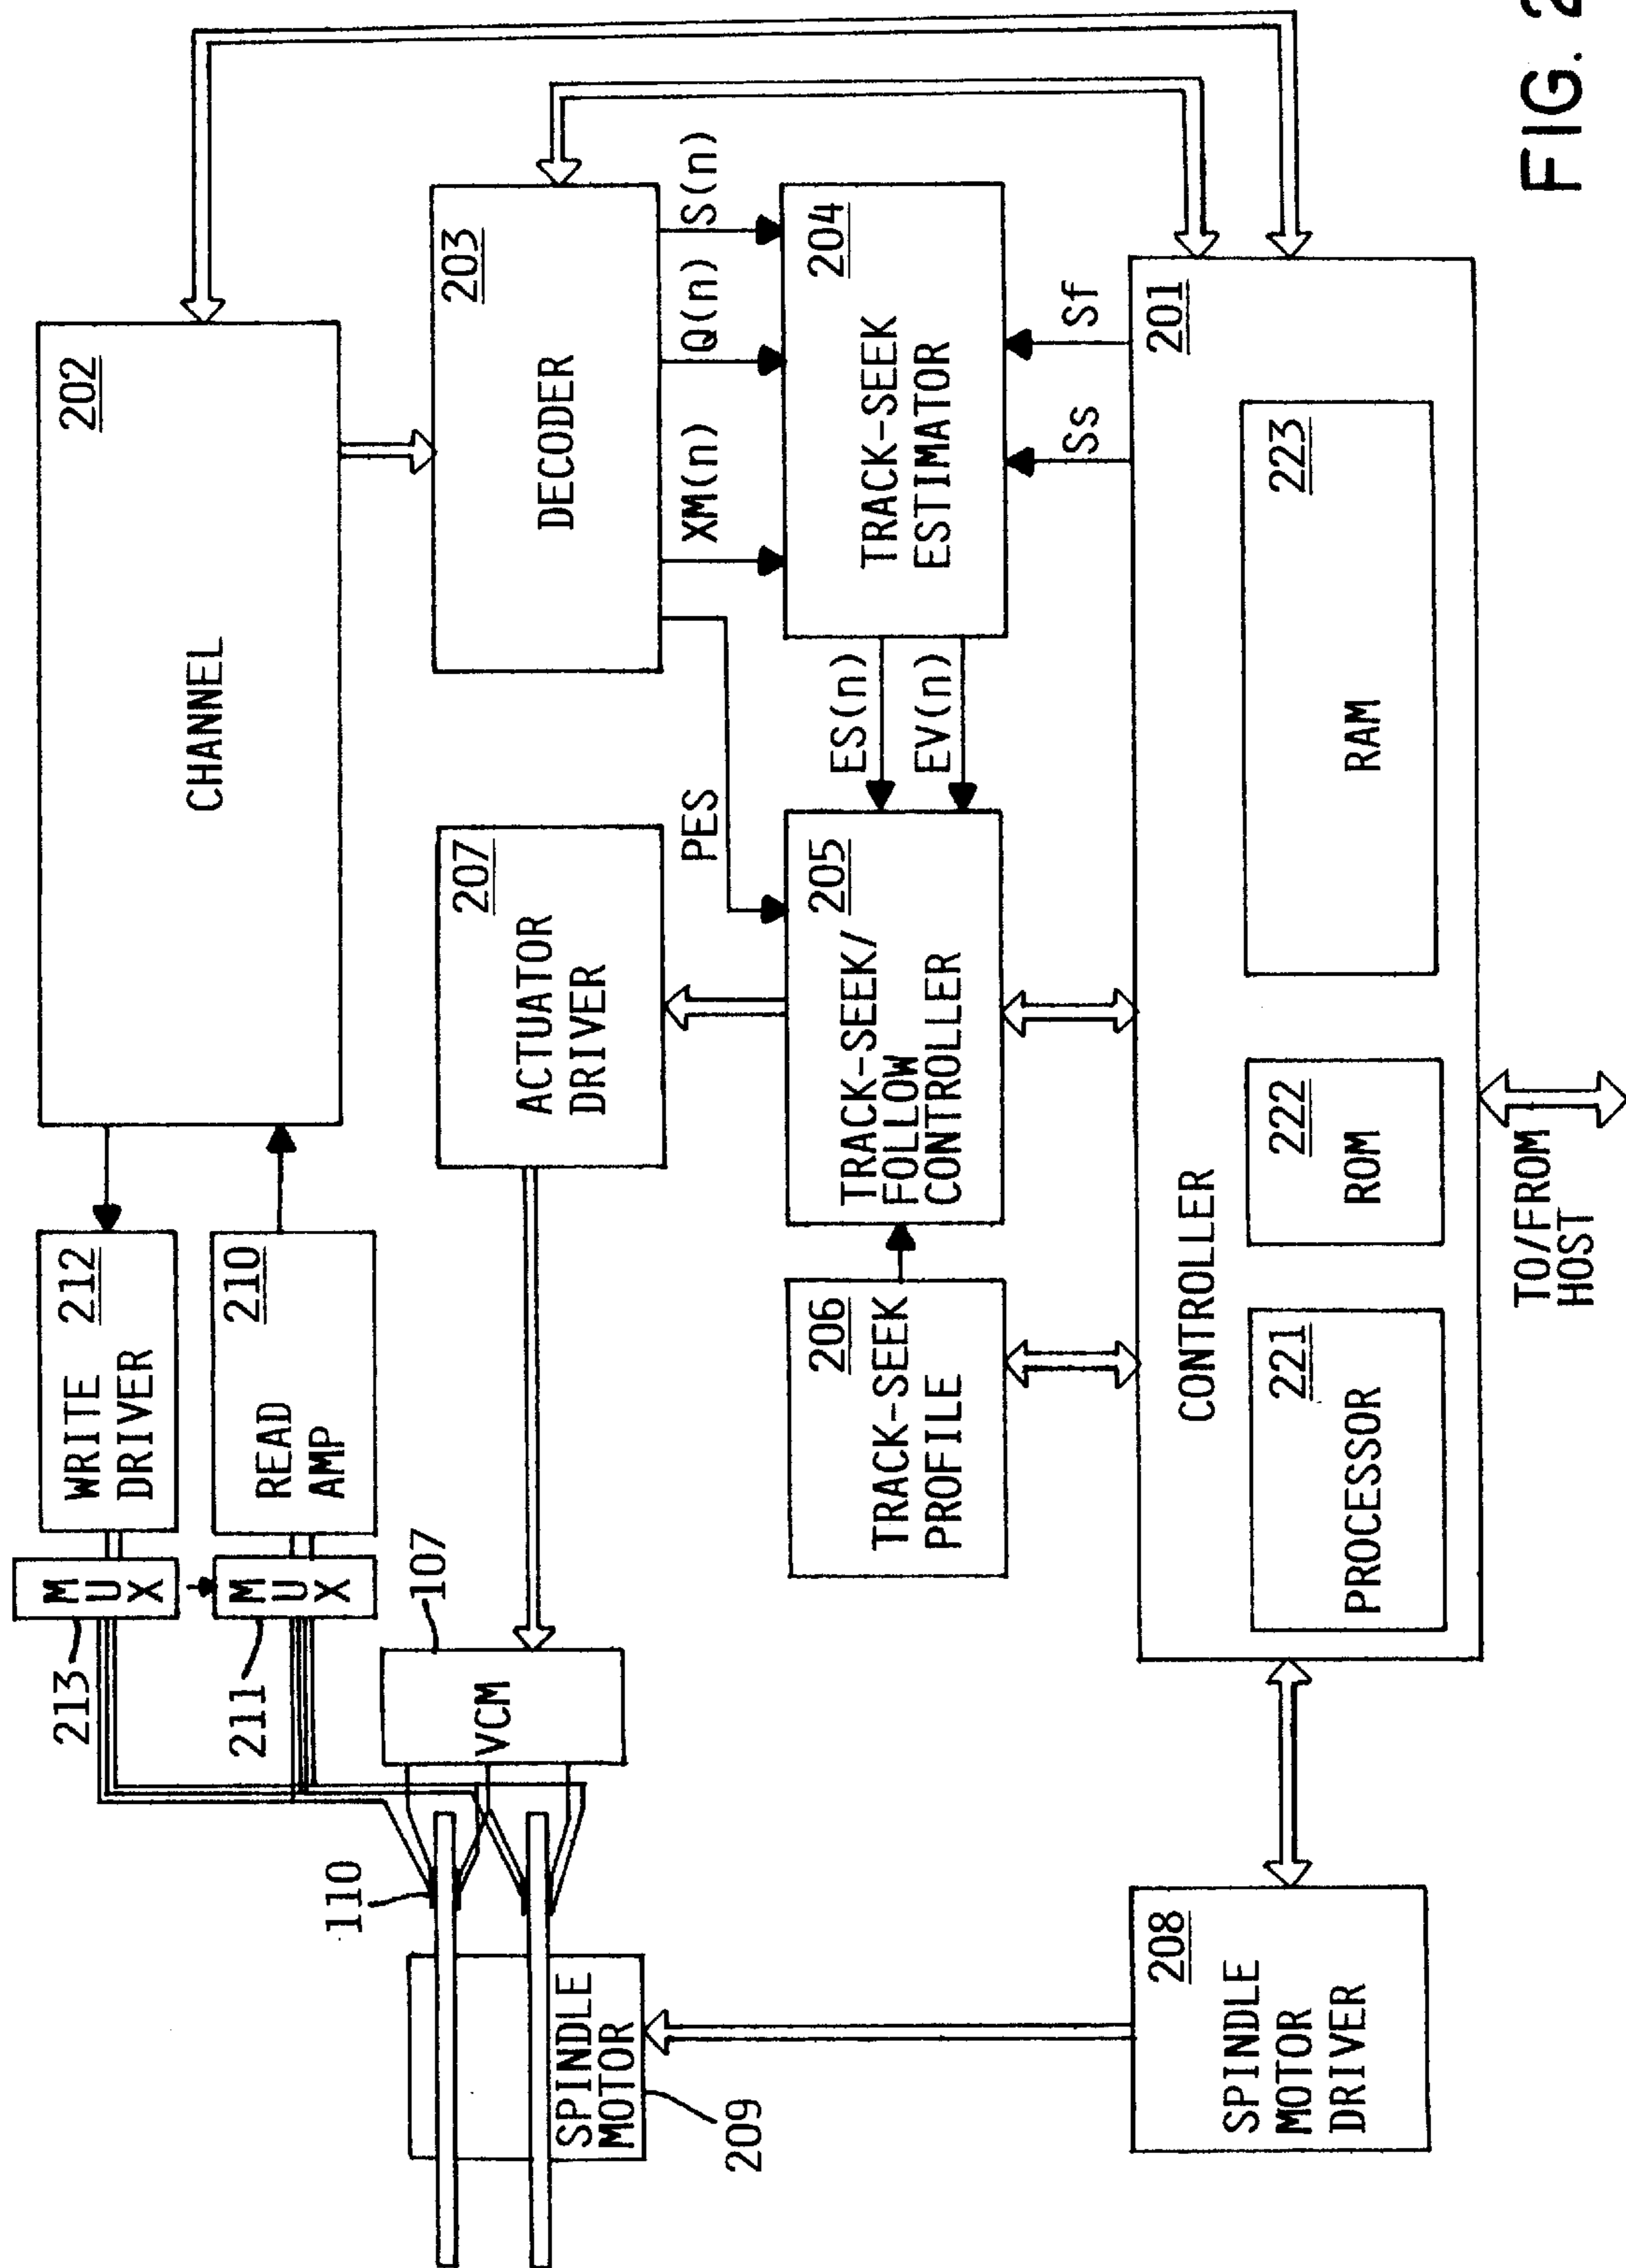 213
MUX
WRITE
DRIVER
212
CHANNEL
202
211
MUX
READ
AMP
210
110
107
VCM
SPINDLE
MOTOR
209
ACTUATOR
DRIVER
207
DECODER
203
PES
XM(n)
Q(n)
S(n)
TRACK-SEEK
PROFILE
206
TRACK-SEEK/
FOLLOW
CONTROLLER
205
ES(n)
EV(n)
TRACK-SEEK
ESTIMATOR
204
Ss
Sf
SPINDLE
MOTOR
DRIVER
208
CONTROLLER
201
PROCESSOR
221
ROM
222
RAM
223
TO/FROM
HOST
FIG. 2